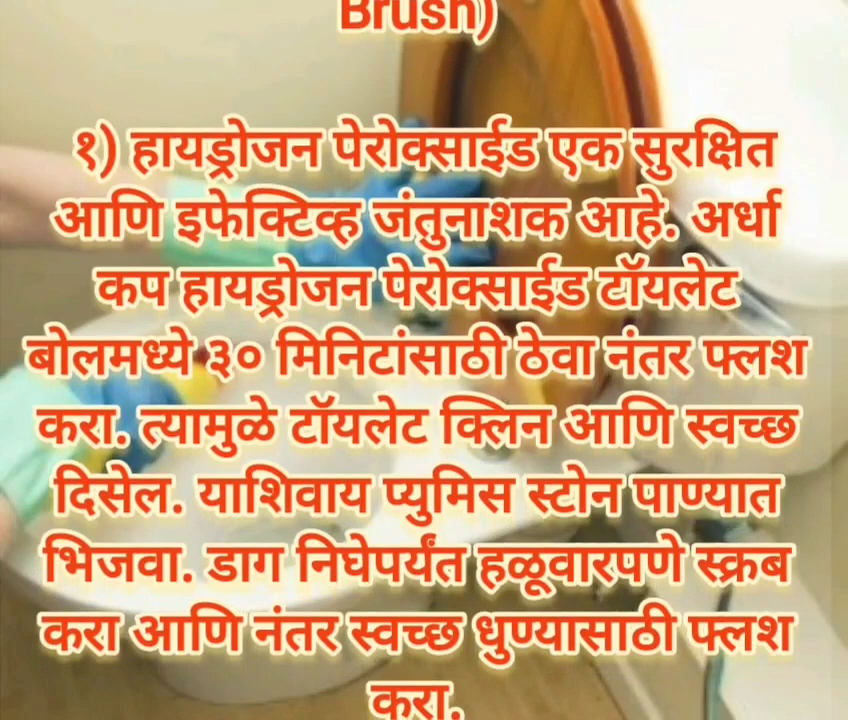 Brush)
१) हायड्रोजन पेरोक्साईड एक सुरक्षित
आणि इफेक्टिव्ह जंतुनाशक आहे. अर्धा
कप हायड्रोजन पेरोक्साईड टॉयलेट
बोलमध्ये ३० मिनिटांसाठी ठेवा नंतर फ्लश
करा. त्यामुळे टॉयलेट क्लिन आणि स्वच्छ
दिसेल. याशिवाय प्युमिस स्टोन पाण्यात
भिजवा. डाग निघेपर्यंत हळूवारपणे स्क्रब
करा आणि नंतर स्वच्छ धुण्यासाठी फ्लश
करा.